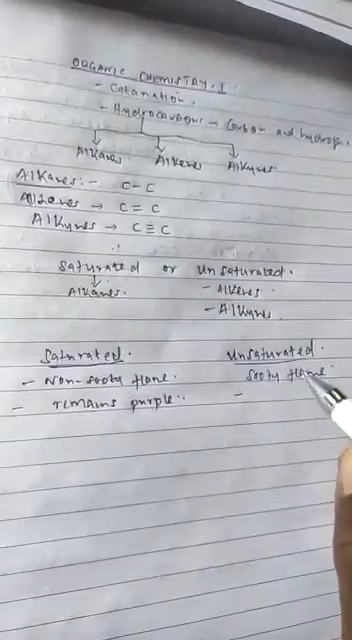 ORGANIC CHEMISTRY. I
- Catanation.
- Hydrocarbons → Carbon and hydrogen
Alkanes Alkenes Alkynes
Alkanes :- C - C
Alkenes → C = C
Alkynes → C ≡ C
Saturated or Unsaturated.
Alkanes. - Alkenes
- Alkynes
Saturated. Unsaturated.
- Non-sooty flame. Sooty flame
- remains purple. -